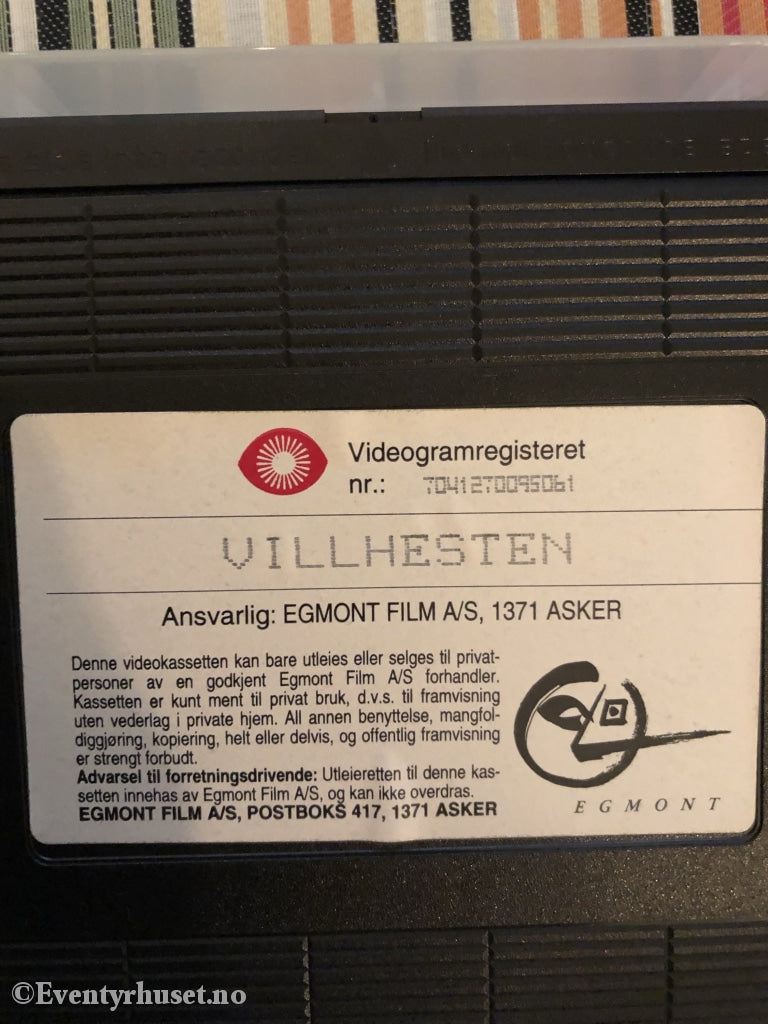 Videogramregisteret
nr.: 7041270095061
VILLHESTEN
Ansvarlig: EGMONT FILM A/S, 1371 ASKER
Denne videokassetten kan bare utleies eller selges til privat-
personer av en godkjent Egmont Film A/S forhandler.
Kassetten er kunt ment til privat bruk, d.v.s. til framvisning
uten vederlag i private hjem. All annen benyttelse, mangfol-
diggjøring, kopiering, helt eller delvis, og offentlig framvisning
er strengt forbudt.
Advarsel til forretningsdrivende: Utleieretten til denne kas-
setten innehas av Egmont Film A/S, og kan ikke overdras.
EGMONT FILM A/S, POSTBOKS 417, 1371 ASKER
EGMONT
©Eventyrhuset.no